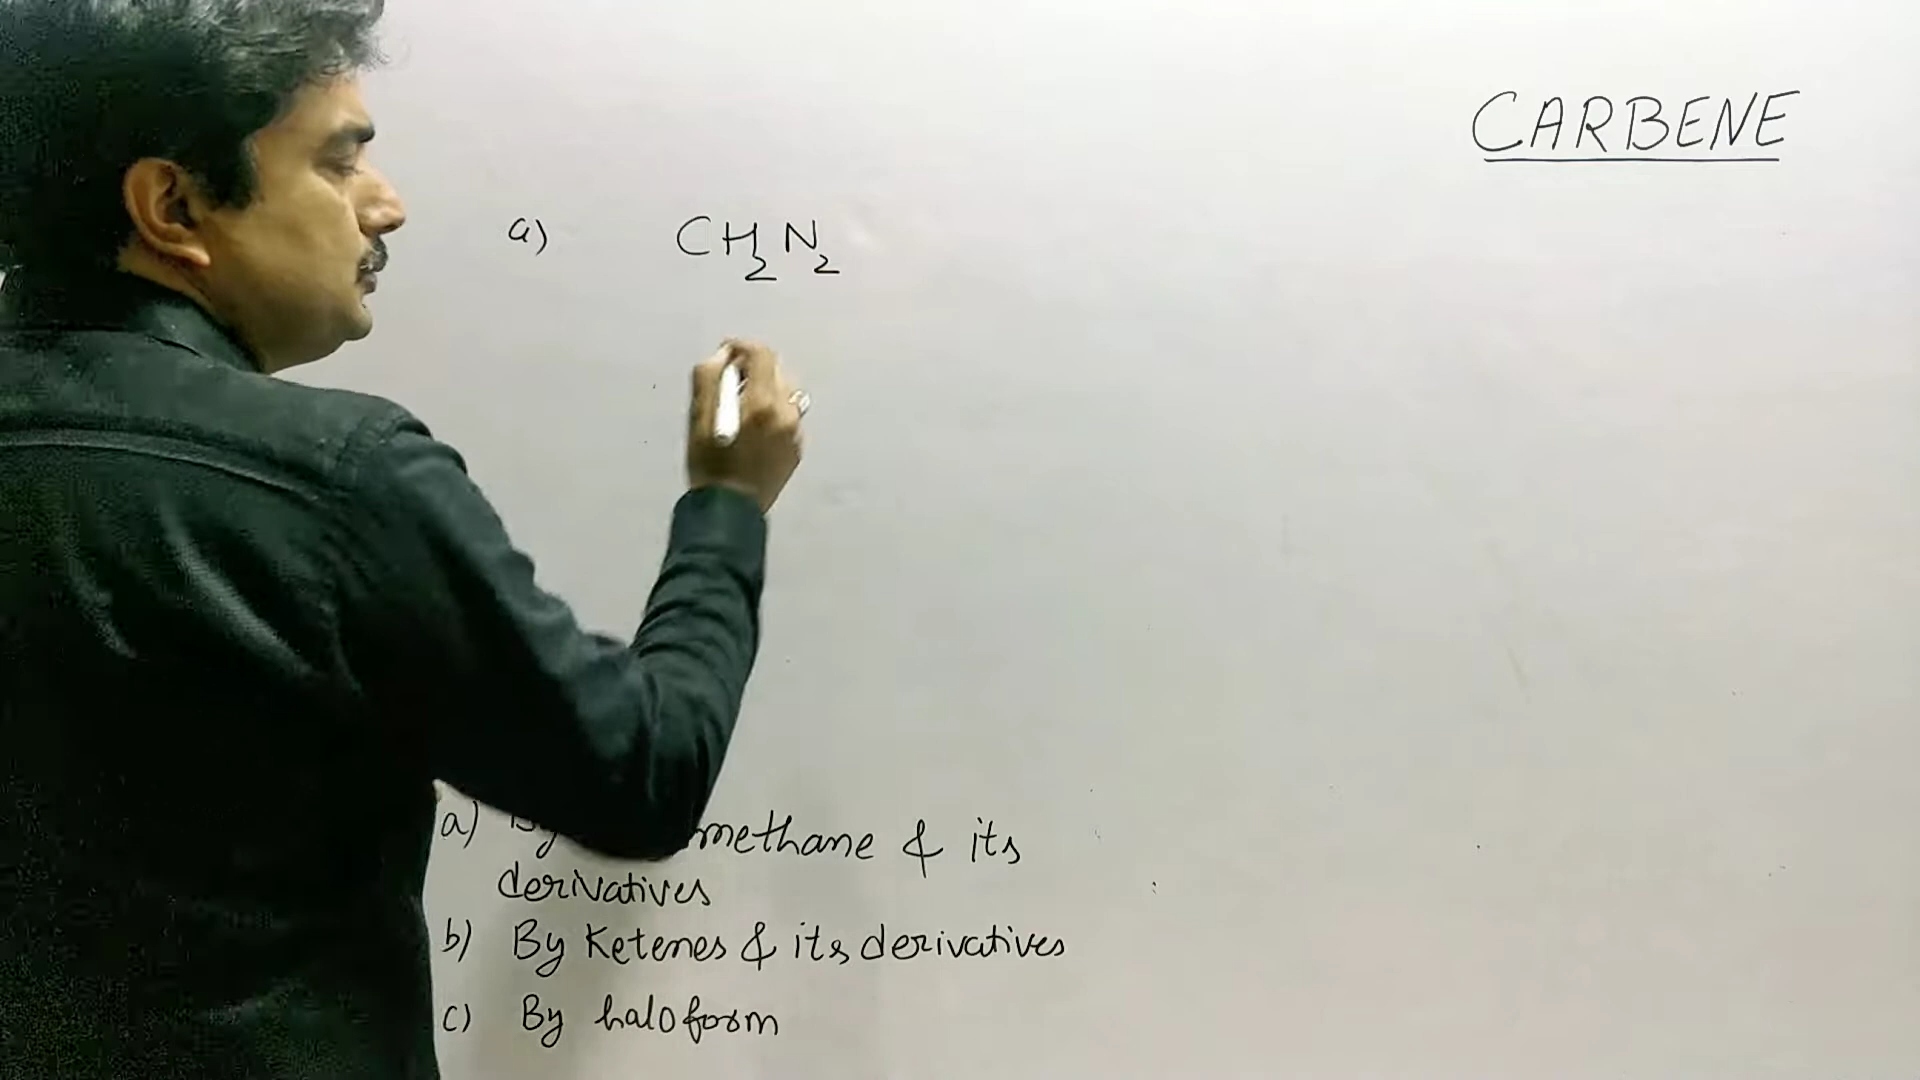 CARBENE
a) CH2N2
a) By methane & its
derivatives
b) By Ketenes & its derivatives
c) By haloform